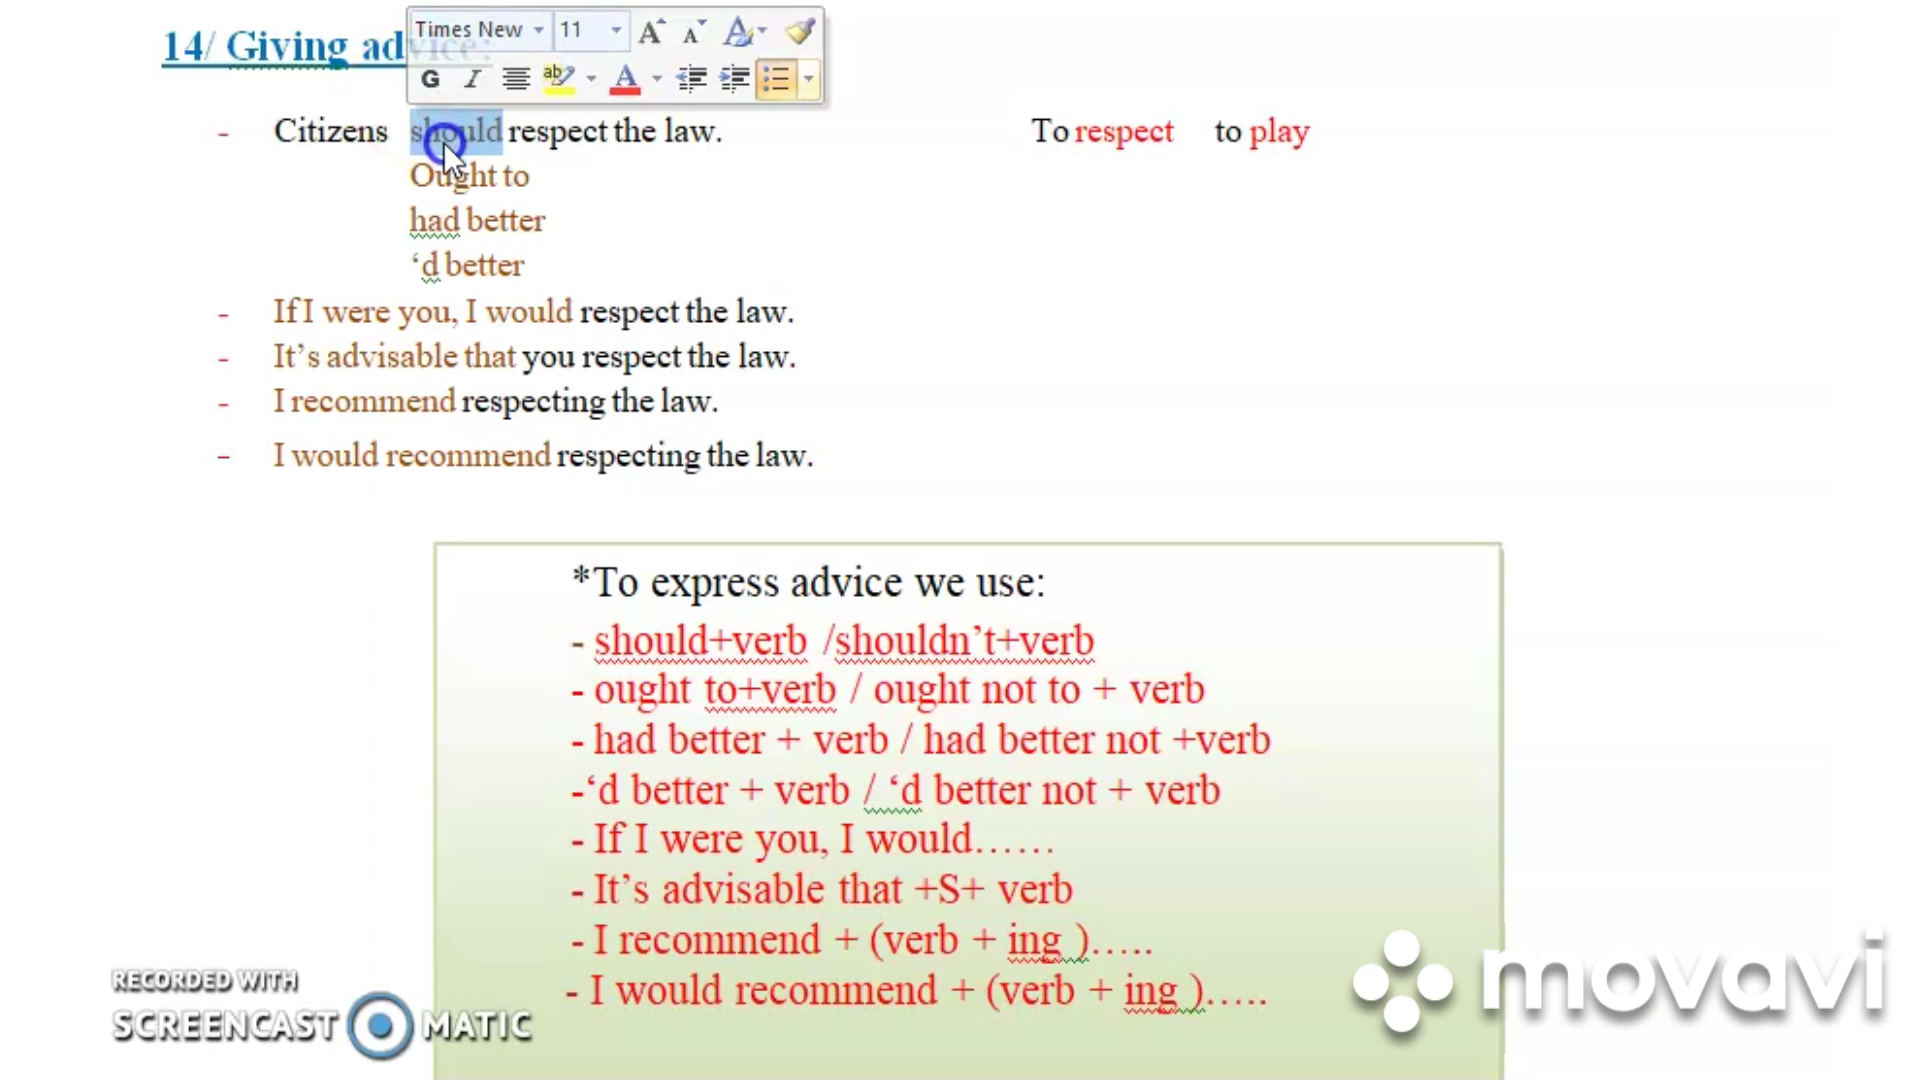 Times New 11 A A A
14/ Giving advice:
G I ab A
- Citizens should respect the law. To respect to play
Ought to
had better
‘d better
- If I were you, I would respect the law.
- It’s advisable that you respect the law.
- I recommend respecting the law.
- I would recommend respecting the law.
*To express advice we use:
- should+verb /shouldn’t+verb
- ought to+verb / ought not to + verb
- had better + verb / had better not +verb
-‘d better + verb / ‘d better not + verb
- If I were you, I would……
- It’s advisable that +S+ verb
- I recommend + (verb + ing )…..
- I would recommend + (verb + ing )…..
RECORDED WITH
SCREENCAST MATIC
movavi